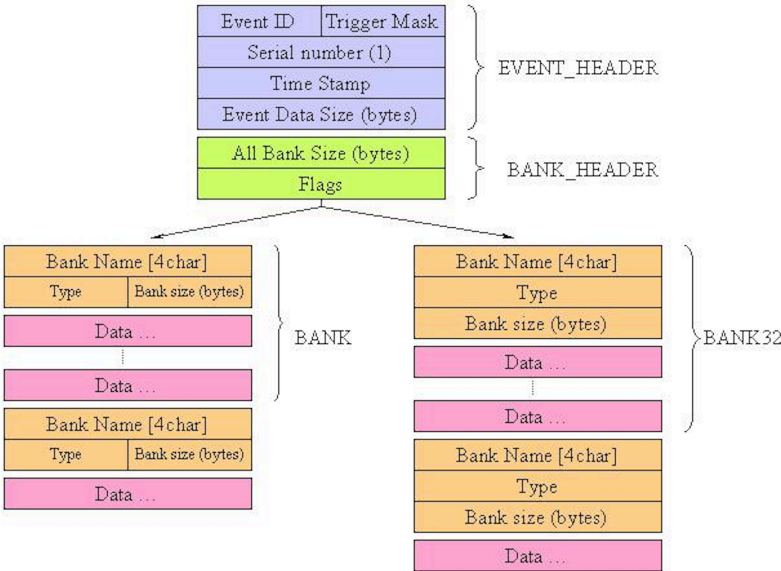 Event ID Trigger Mask
Serial number (1)
Time Stamp
Event Data Size (bytes)
EVENT_HEADER
All Bank Size (bytes)
Flags
BANK_HEADER
Bank Name [4char]
Type Bank size (bytes)
Data ...
Data ...
BANK
Bank Name [4char]
Type Bank size (bytes)
Data ...
Bank Name [4char]
Type
Bank size (bytes)
Data ...
Data ...
BANK32
Bank Name [4char]
Type
Bank size (bytes)
Data ...